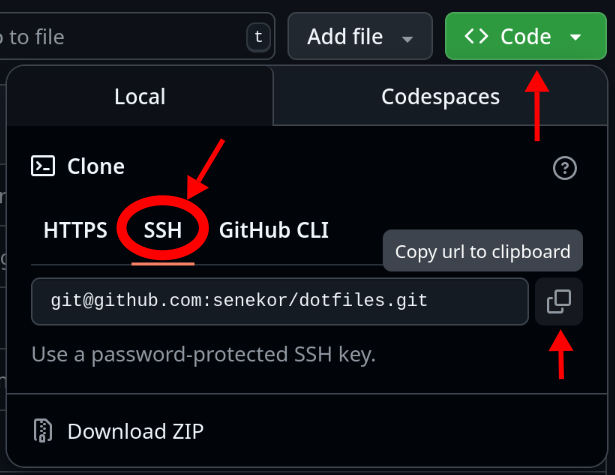 to file
t
Add file
Code
Local
Codespaces
Clone
HTTPS
SSH
GitHub CLI
Copy url to clipboard
git@github.com:senekor/dotfiles.git
Use a password-protected SSH key.
Download ZIP